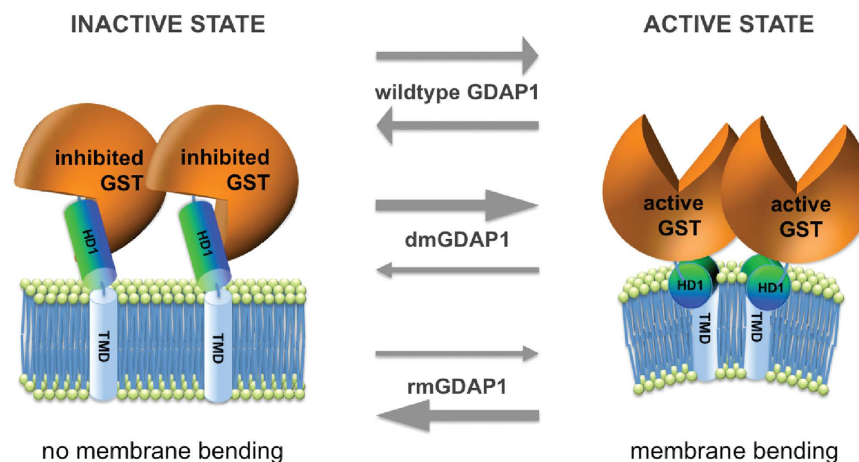 INACTIVE STATE
ACTIVE STATE
wildtype GDAP1
inhibited
GST
inhibited
GST
active
GST
active
GST
HD1
HD1
dmGDAP1
HD1
HD1
TMD
TMD
TMD
TMD
rmGDAP1
no membrane bending
membrane bending